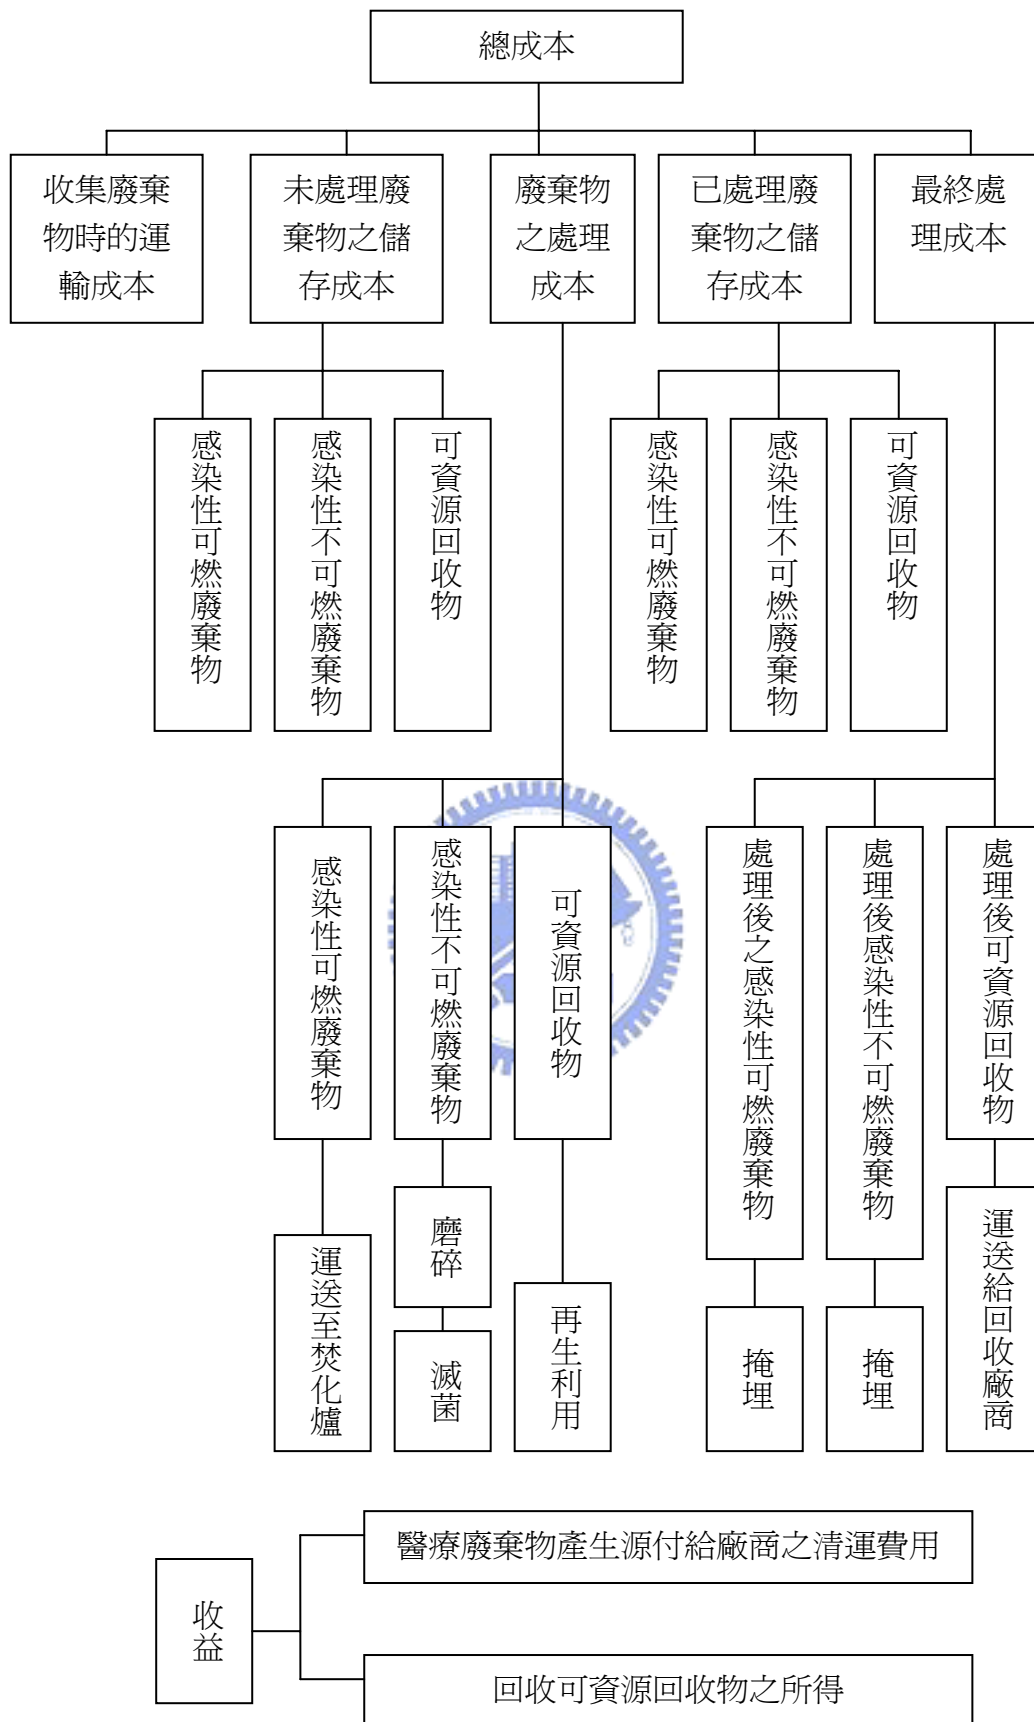 總成本
收集廢棄
物時的運
輸成本
未處理廢
棄物之儲
存成本
廢棄物
之處理
成本
已處理廢
棄物之儲
存成本
最終處
理成本
感染性可燃廢棄物
感染性不可燃廢棄物
可資源回收物
感染性可燃廢棄物
感染性不可燃廢棄物
可資源回收物
感染性可燃廢棄物
感染性不可燃廢棄物
可資源回收物
處理後之感染性可燃廢棄物
處理後感染性不可燃廢棄物
處理後可資源回收物
運送至焚化爐
磨碎
滅菌
再生利用
掩埋
掩埋
運送給回收廠商
收益
醫療廢棄物產生源付給廠商之清運費用
回收可資源回收物之所得